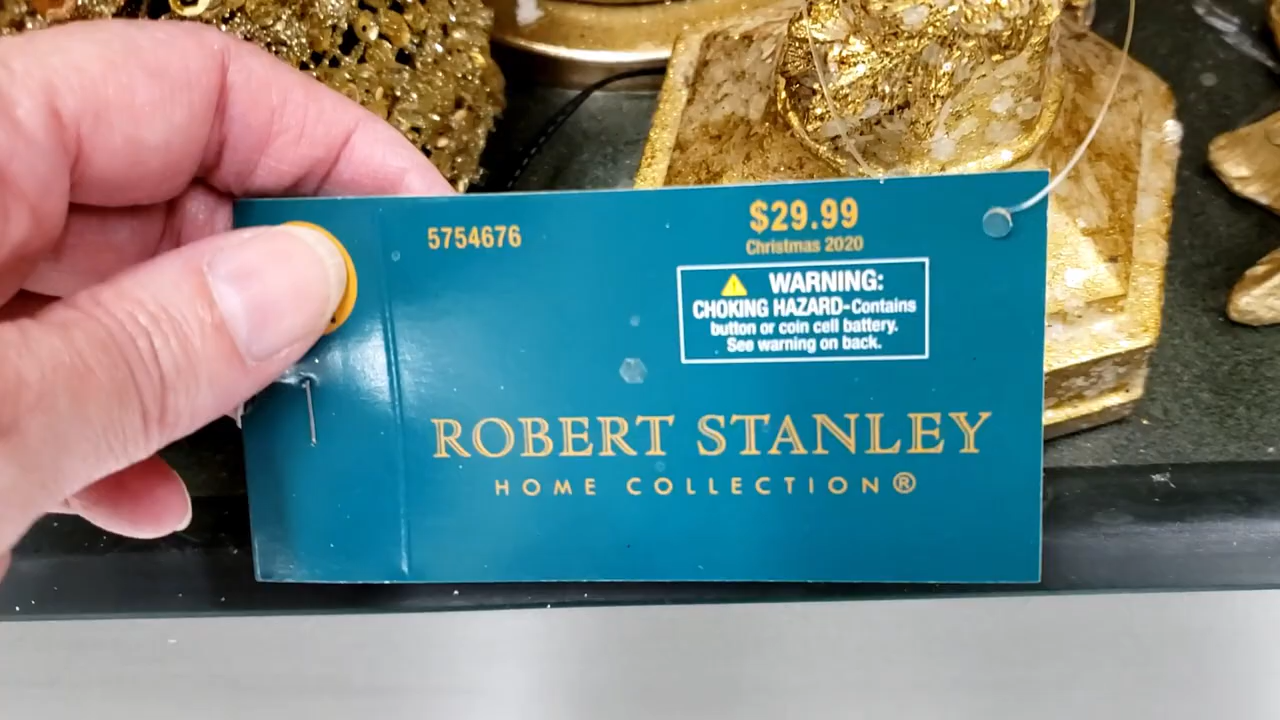 5754676
$29.99
Christmas 2020
WARNING:
CHOKING HAZARD-Contains
button or coin cell battery.
See warning on back.
ROBERT STANLEY
HOME COLLECTION®